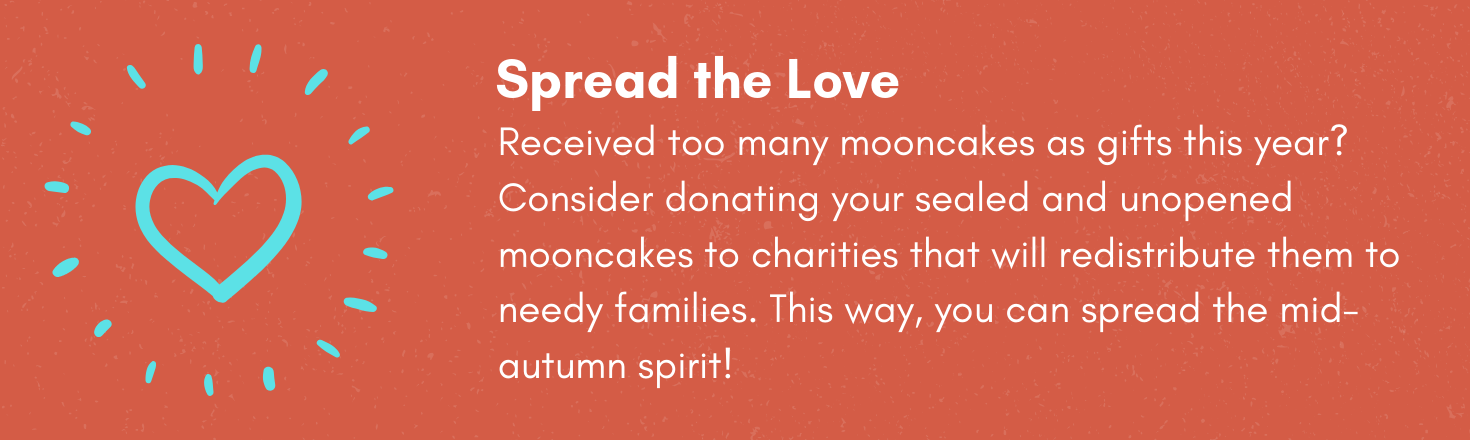 Spread the Love
Received too many mooncakes as gifts this year?
Consider donating your sealed and unopened
mooncakes to charities that will redistribute them to
needy families. This way, you can spread the mid-
autumn spirit!